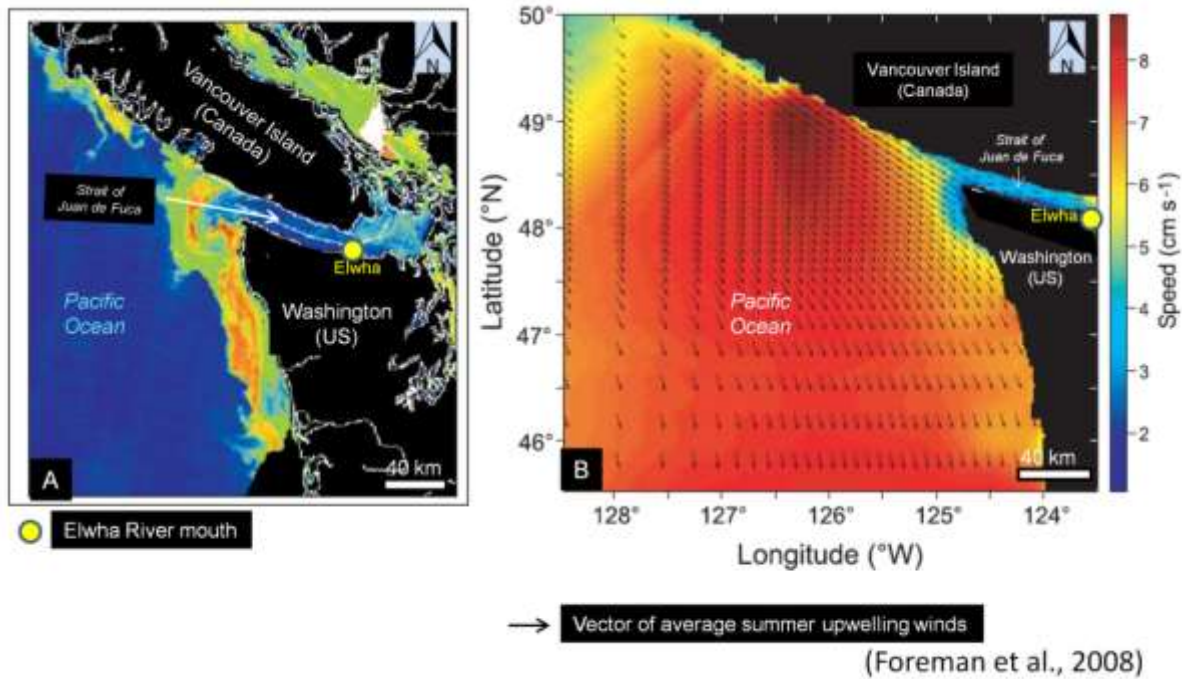 N
Vancouver Island
(Canada)
Strait of
Juan de Fuca
Elwha
Pacific
Ocean
Washington
(US)
A
40 km
Elwha River mouth
50°
49°
48°
47°
46°
Latitude (°N)
N
Vancouver Island
(Canada)
Strait of
Juan de Fuca
Elwha
Washington
(US)
Pacific
Ocean
B
40 km
128°
127°
126°
125°
124°
Longitude (°W)
8
7
6
5
4
3
2
Speed (cm s⁻¹)
Vector of average summer upwelling winds
(Foreman et al., 2008)